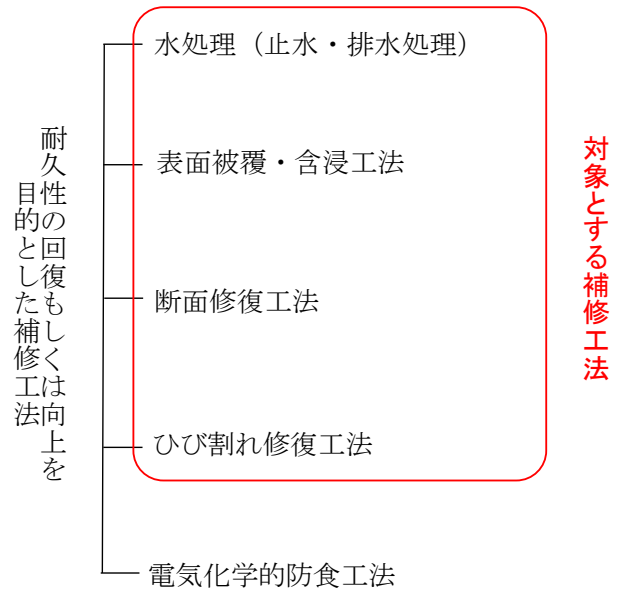 耐久性の回復もしくは向上を
目的とした補修工法
水処理（止水・排水処理）
表面被覆・含浸工法
断面修復工法
ひび割れ修復工法
電気化学的防食工法
対象とする補修工法